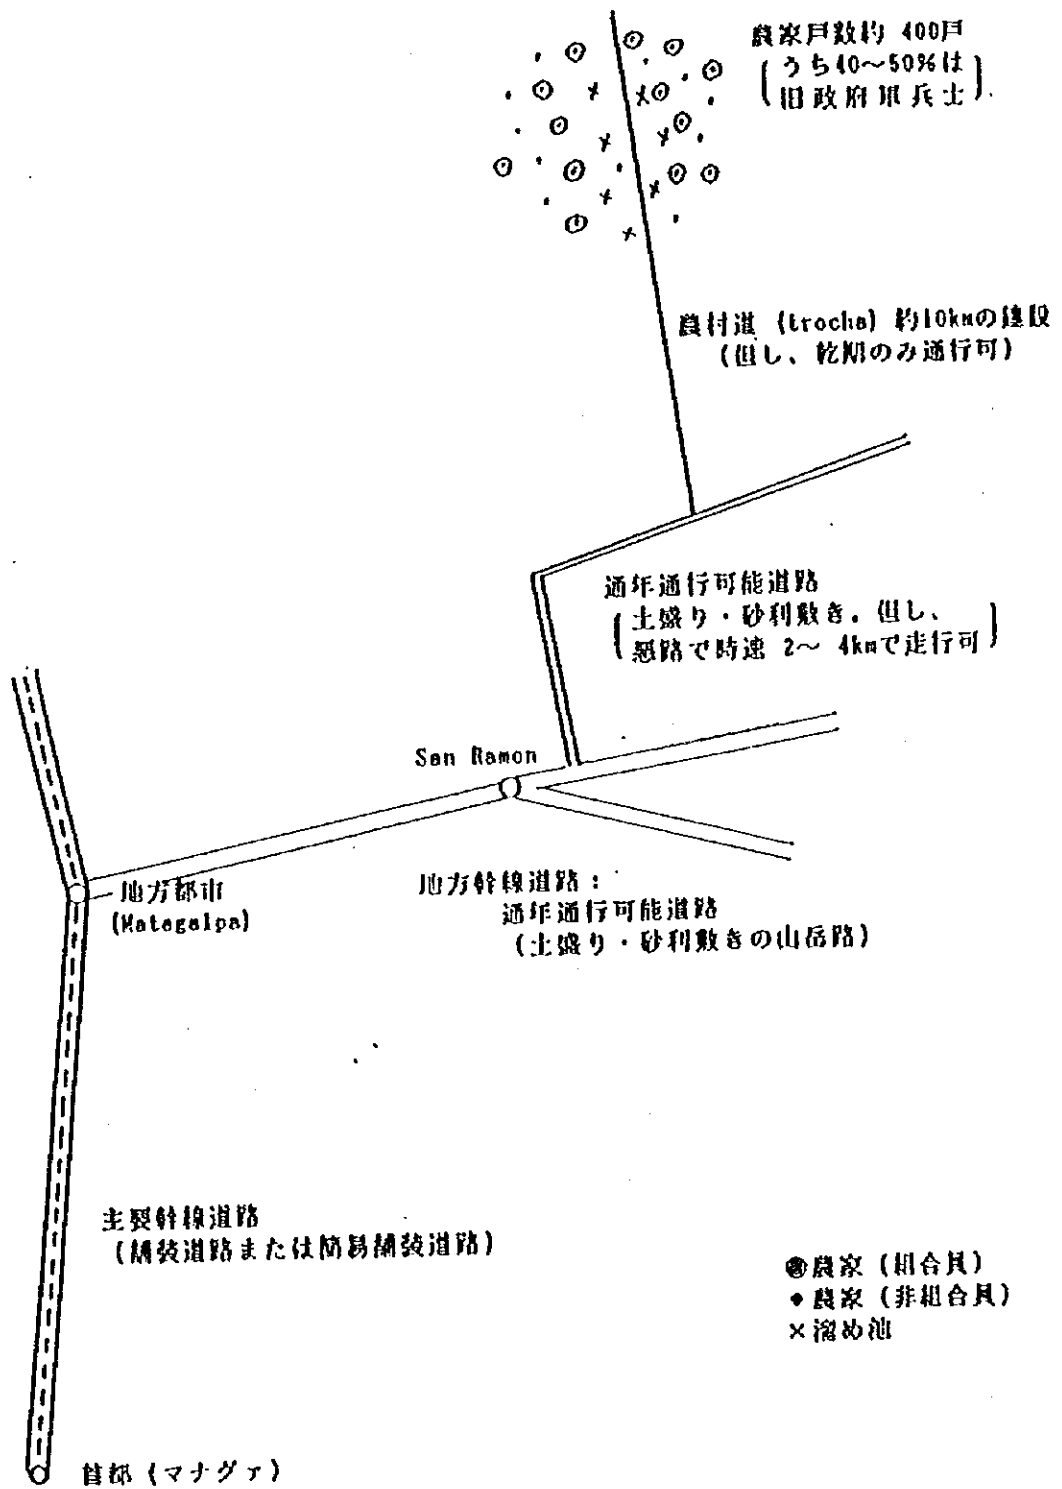 農家戸数約 400戸
うち40～50%は
旧政府軍兵士
農村道 (trocha) 約10kmの建設
(但し、乾期のみ通行可)
通年通行可能道路
土盛り・砂利敷き。但し、
悪路で時速 2～ 4kmで走行可
San Ramon
地方都市
(Matagalpa)
地方幹線道路：
通年通行可能道路
(土盛り・砂利敷きの山岳路)
主要幹線道路
(舗装道路または簡易舗装道路)
◉農家 (組合員)
• 農家 (非組合員)
×溜め池
首都 (マナグァ)